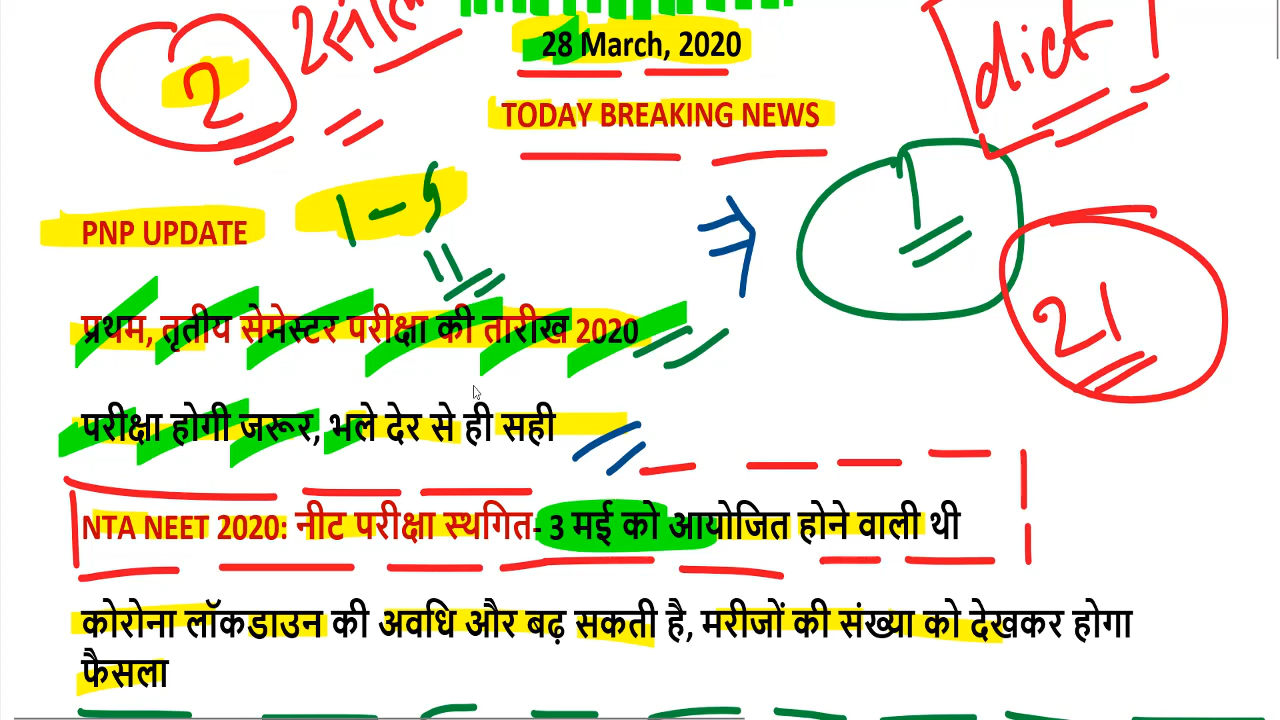 2 साल
diet
28 March, 2020
2
TODAY BREAKING NEWS
1 - 5
PNP UPDATE
1
21
प्रथम, तृतीय सेमेस्टर परीक्षा की तारीख 2020
परीक्षा होगी जरूर, भले देर से ही सही
NTA NEET 2020: नीट परीक्षा स्थगित- 3 मई को आयोजित होने वाली थी
कोरोना लॉकडाउन की अवधि और बढ़ सकती है, मरीजों की संख्या को देखकर होगा
फैसला